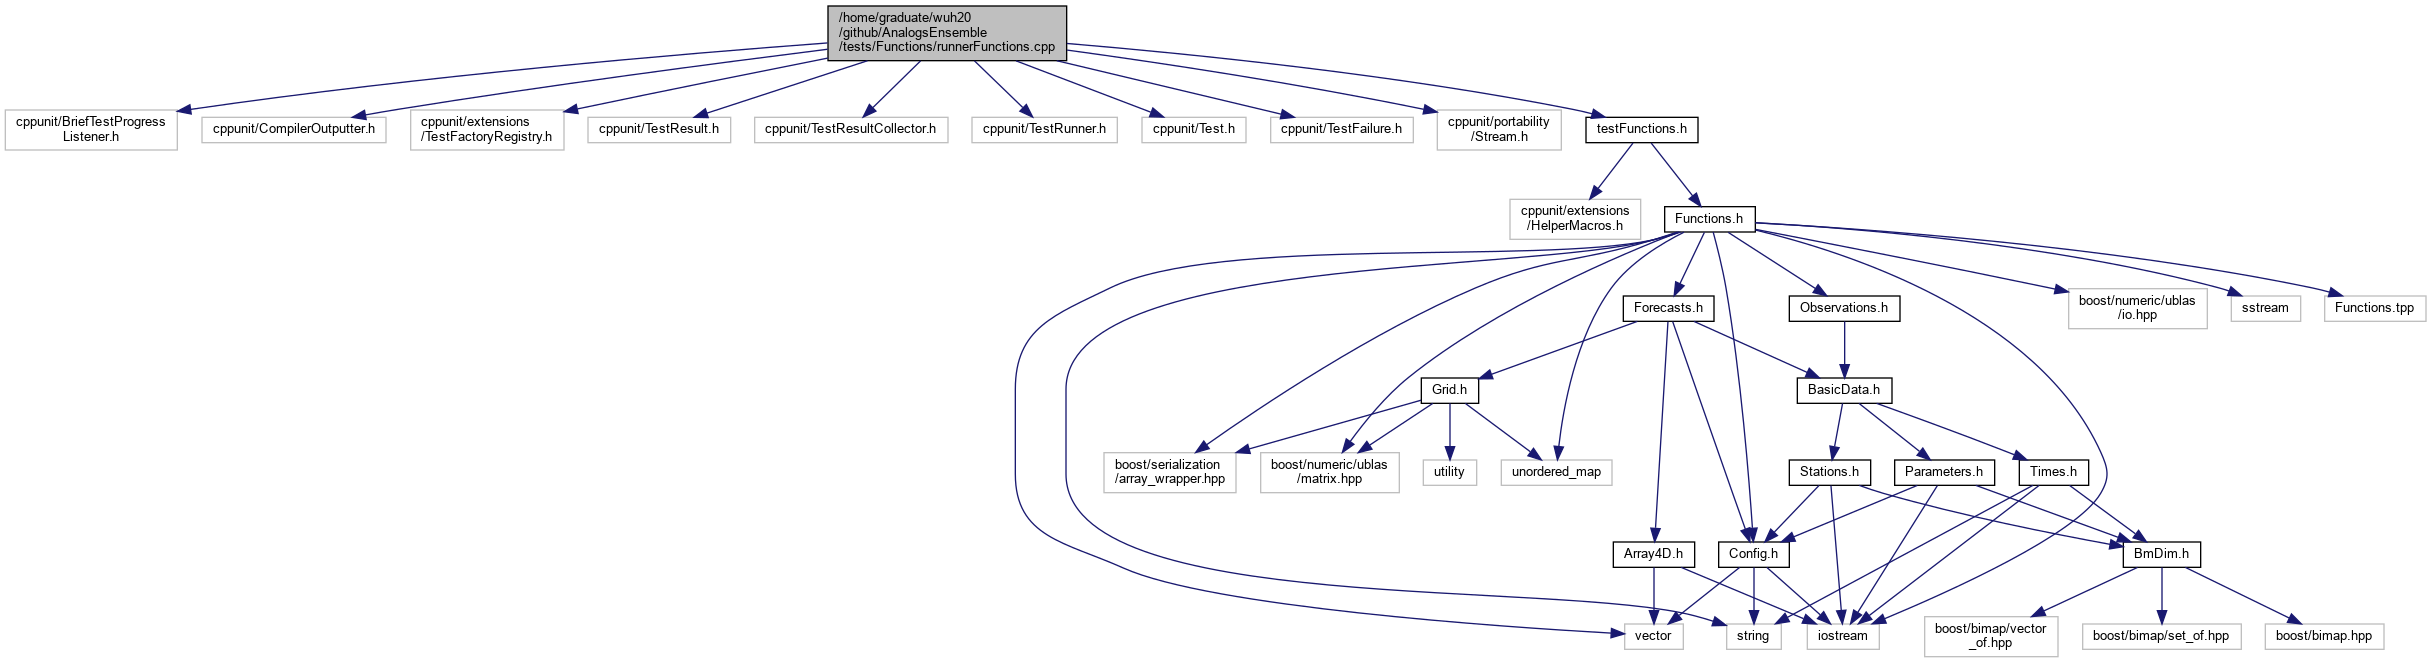 /home/graduate/wuh20
/github/AnalogsEnsemble
/tests/Functions/runnerFunctions.cpp
cppunit/BriefTestProgress
Listener.h
cppunit/CompilerOutputter.h
cppunit/extensions
/TestFactoryRegistry.h
cppunit/TestResult.h
cppunit/TestResultCollector.h
cppunit/TestRunner.h
cppunit/Test.h
cppunit/TestFailure.h
cppunit/portability
/Stream.h
testFunctions.h
cppunit/extensions
/HelperMacros.h
Functions.h
Forecasts.h
Observations.h
boost/numeric/ublas
/io.hpp
sstream
Functions.tpp
Grid.h
BasicData.h
boost/serialization
/array_wrapper.hpp
boost/numeric/ublas
/matrix.hpp
utility
unordered_map
Stations.h
Parameters.h
Times.h
Array4D.h
Config.h
BmDim.h
vector
string
iostream
boost/bimap/vector
_of.hpp
boost/bimap/set_of.hpp
boost/bimap.hpp